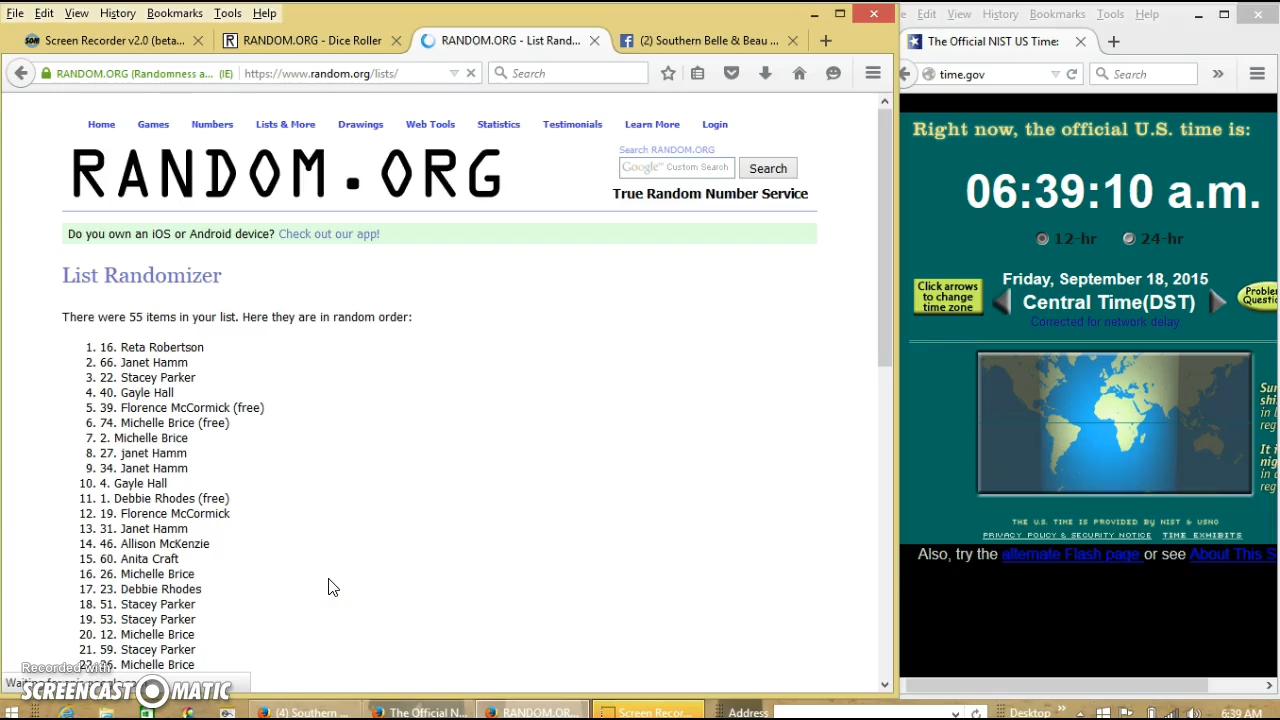 File Edit View History Bookmarks Tools Help
Edit View History Bookmarks Tools Help
Screen Recorder v2.0 (beta...
RANDOM.ORG - Dice Roller
RANDOM.ORG - List Rand...
(2) Southern Belle & Beau ...
The Official NIST US Time:
RANDOM.ORG (Randomness a... (IE)
https://www.random.org/lists/
Search
time.gov
Search
Home Games Numbers Lists & More Drawings Web Tools Statistics Testimonials Learn More Login
RANDOM.ORG
Search RANDOM.ORG
Google™ Custom Search
Search
True Random Number Service
Do you own an iOS or Android device? Check out our app!
List Randomizer
There were 55 items in your list. Here they are in random order:
1. 16. Reta Robertson
2. 66. Janet Hamm
3. 22. Stacey Parker
4. 40. Gayle Hall
5. 39. Florence McCormick (free)
6. 74. Michelle Brice (free)
7. 2. Michelle Brice
8. 27. janet Hamm
9. 34. Janet Hamm
10. 4. Gayle Hall
11. 1. Debbie Rhodes (free)
12. 19. Florence McCormick
13. 31. Janet Hamm
14. 46. Allison McKenzie
15. 60. Anita Craft
16. 26. Michelle Brice
17. 23. Debbie Rhodes
18. 51. Stacey Parker
19. 53. Stacey Parker
20. 12. Michelle Brice
21. 59. Stacey Parker
Michelle Brice
Recorded with
SCREENCAST MATIC
Right now, the official U.S. time is:
06:39:10 a.m.
12-hr 24-hr
Click arrows
to change
time zone
Friday, September 18, 2015
Central Time(DST)
Corrected for network delay
THE U.S. TIME IS PROVIDED BY NIST & USNO
PRIVACY POLICY & SECURITY NOTICE TIME EXHIBITS
Also, try the alternate Flash page or see About This S
(4) Southern ...
The Official N...
RANDOM.OR...
Screen Recor...
Address
Desktop
6:39 AM